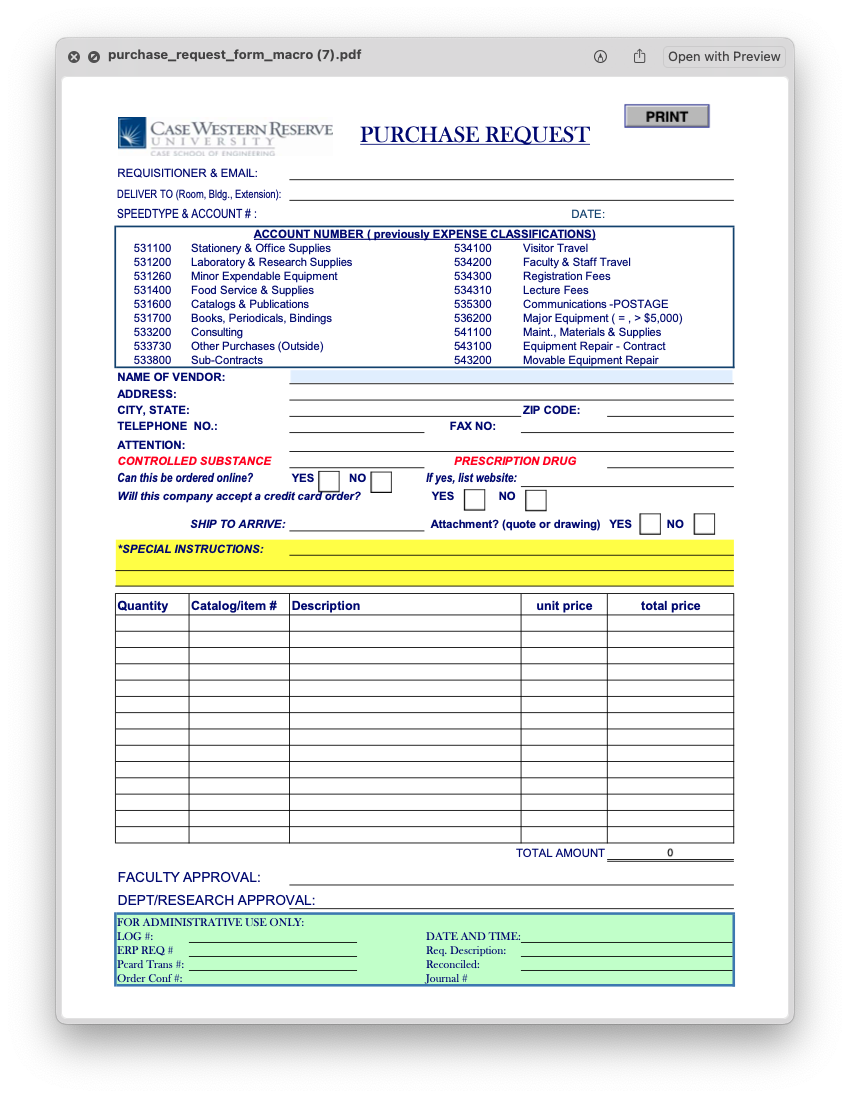 purchase_request_form_macro (7).pdf
Open with Preview
PRINT
CASE WESTERN RESERVE
UNIVERSITY
CASE SCHOOL OF ENGINEERING
PURCHASE REQUEST
REQUISITIONER & EMAIL:
DELIVER TO (Room, Bldg., Extension):
SPEEDTYPE & ACCOUNT # : DATE:
ACCOUNT NUMBER ( previously EXPENSE CLASSIFICATIONS)
531100 Stationery & Office Supplies 534100 Visitor Travel
531200 Laboratory & Research Supplies 534200 Faculty & Staff Travel
531260 Minor Expendable Equipment 534300 Registration Fees
531400 Food Service & Supplies 534310 Lecture Fees
531600 Catalogs & Publications 535300 Communications -POSTAGE
531700 Books, Periodicals, Bindings 536200 Major Equipment ( = , > $5,000)
533200 Consulting 541100 Maint., Materials & Supplies
533730 Other Purchases (Outside) 543100 Equipment Repair - Contract
533800 Sub-Contracts 543200 Movable Equipment Repair
NAME OF VENDOR:
ADDRESS:
CITY, STATE: ZIP CODE:
TELEPHONE NO.: FAX NO:
ATTENTION:
CONTROLLED SUBSTANCE PRESCRIPTION DRUG
Can this be ordered online? YES NO If yes, list website:
Will this company accept a credit card order? YES NO
SHIP TO ARRIVE: Attachment? (quote or drawing) YES NO
*SPECIAL INSTRUCTIONS:
Quantity Catalog/item # Description unit price total price
TOTAL AMOUNT 0
FACULTY APPROVAL:
DEPT/RESEARCH APPROVAL:
FOR ADMINISTRATIVE USE ONLY:
LOG #: DATE AND TIME:
ERP REQ # Req. Description:
Pcard Trans #: Reconciled:
Order Conf #: Journal #